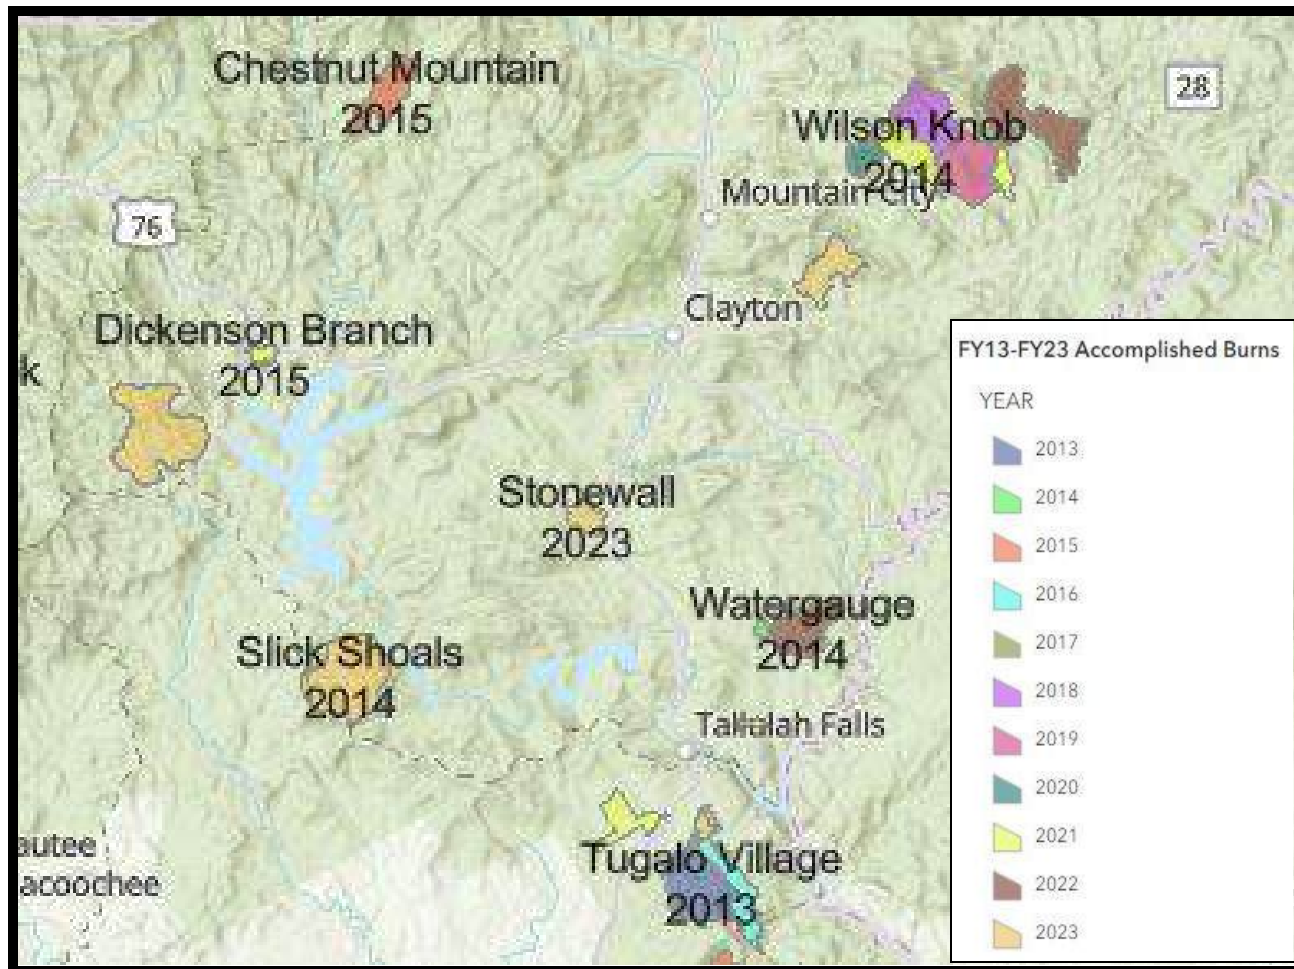 Chestnut Mountain
2015
28
Wilson Knob
2014
Mountain City
76
Clayton
Dickenson Branch
2015
k
Stonewall
2023
Watergauge
2014
Slick Shoals
2014
Tallulah Falls
Tugalo Village
2013
autee
acoochee
FY13-FY23 Accomplished Burns
YEAR
2013
2014
2015
2016
2017
2018
2019
2020
2021
2022
2023